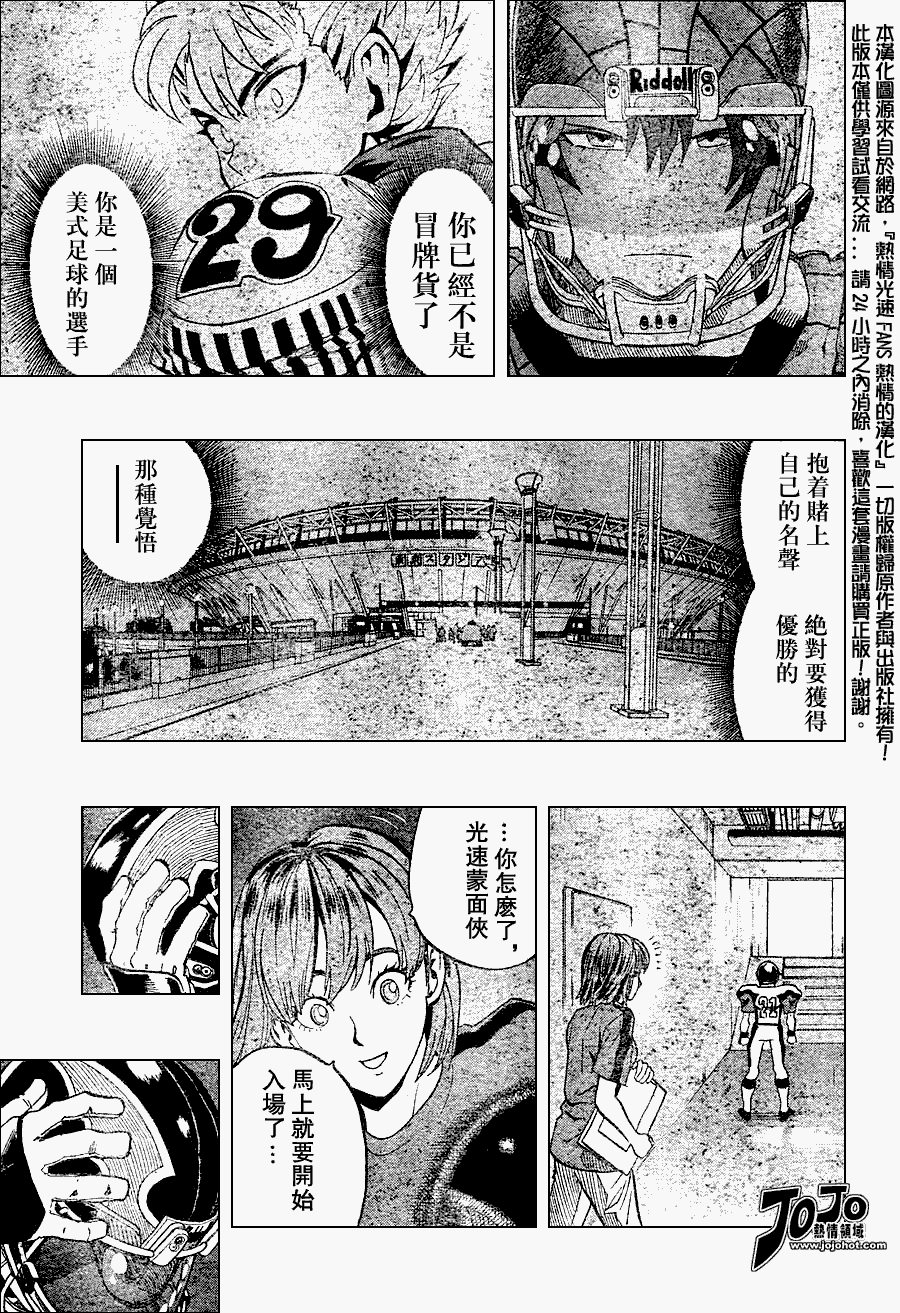 本漢化圖源來自於網路，『熱情光速FANS熱情的漢化』一切版權歸原作者與出版社擁有！
此版本僅供學習試看交流… 請24小時之內消除，喜歡這套漫畫請購買正版！謝謝。
Riddell
你已經不是
冒牌貨了
29
你是一個
美式足球的選手
抱着賭上
自己的名聲
絕對要獲得
優勝的
那種覺悟
——
21
…你怎麽了，
光速蒙面俠
馬上就要開始
入場了…
JOJO
熱情領域
www.jojohot.com